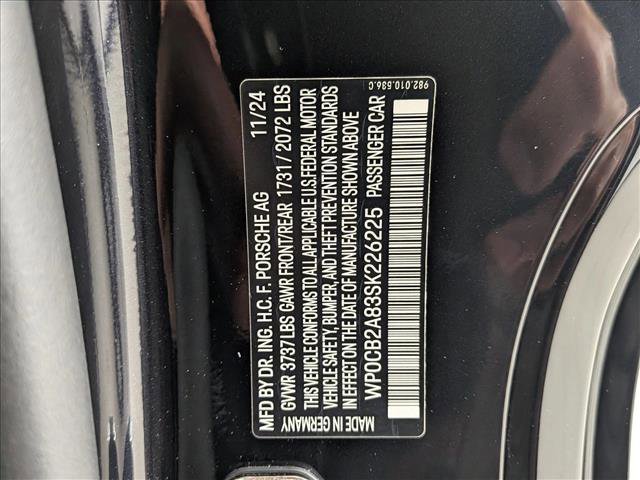 MFD BY DR. ING. H.C. F. PORSCHE AG 11/24
GVWR 3737 LBS GAWR FRONT/REAR 1731/2072 LBS
THIS VEHICLE CONFORMS TO ALL APPLICABLE U.S. FEDERAL MOTOR
VEHICLE SAFETY, BUMPER, AND THEFT PREVENTION STANDARDS
IN EFFECT ON THE DATE OF MANUFACTURE SHOWN ABOVE
WP0CB2A83SK226225 PASSENGER CAR
MADE IN GERMANY
982.010.536.C